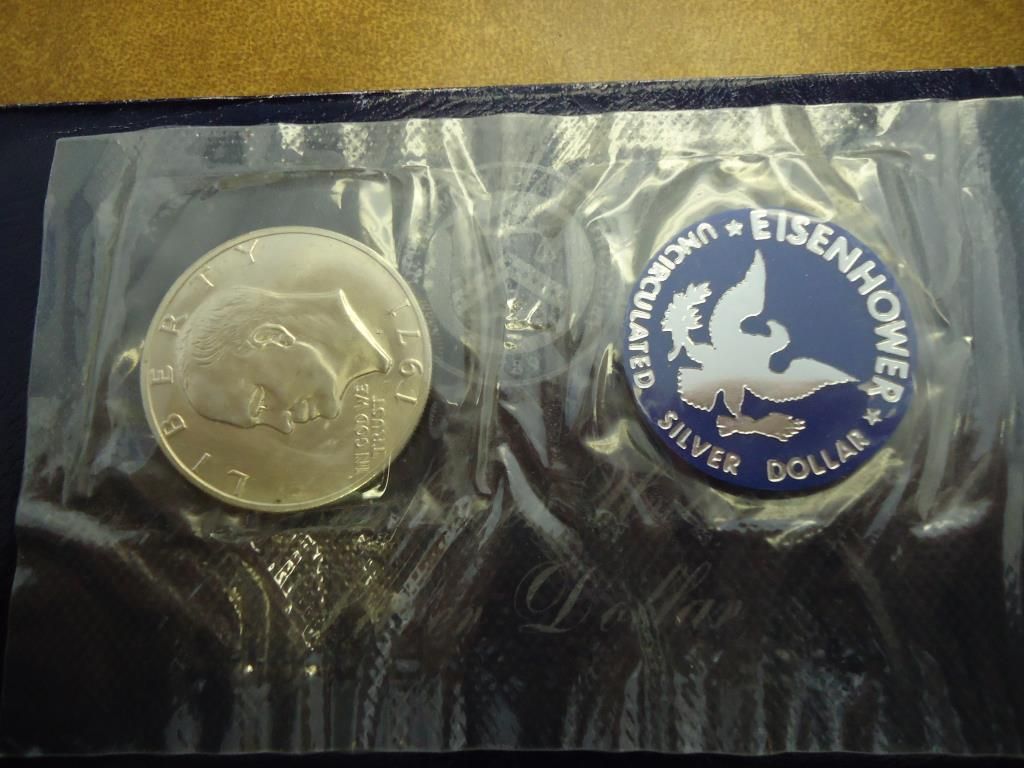 LIBERTY
IN GOD WE
TRUST
1971
★ EISENHOWER ★
UNCIRCULATED
SILVER DOLLAR
Dollar